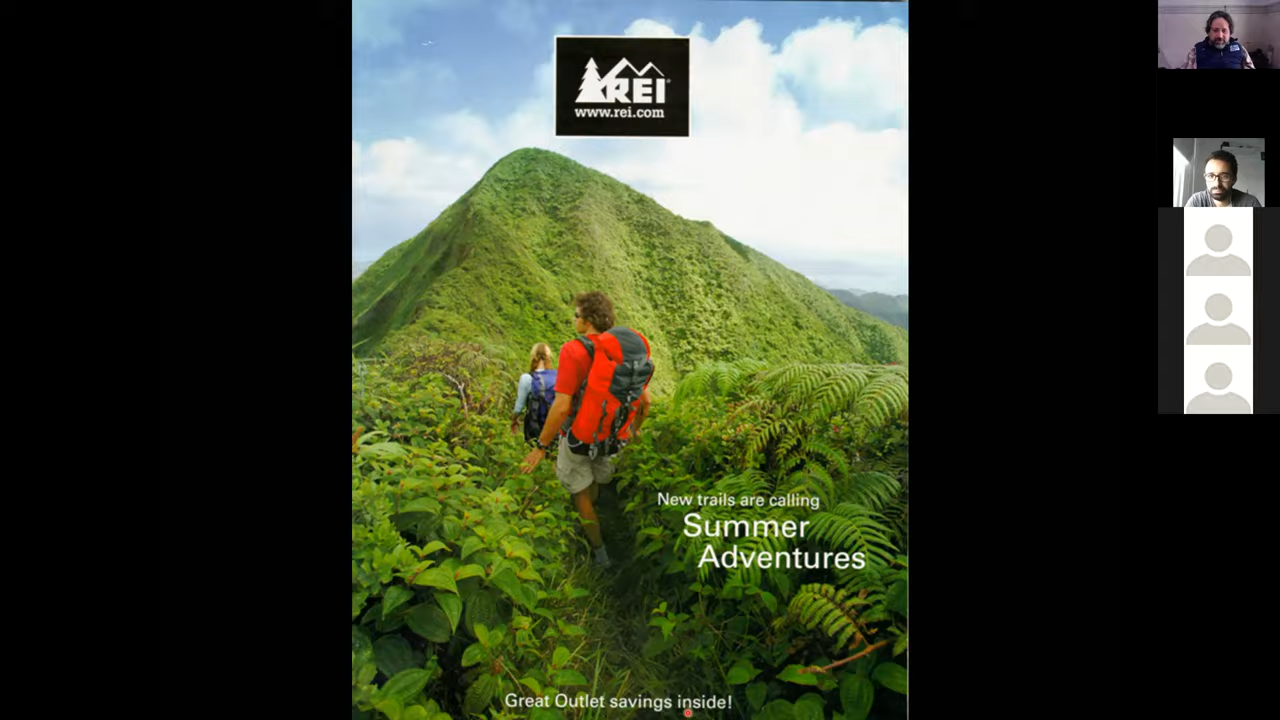 REI
www.rei.com
New trails are calling
Summer
Adventures
Great Outlet savings inside!